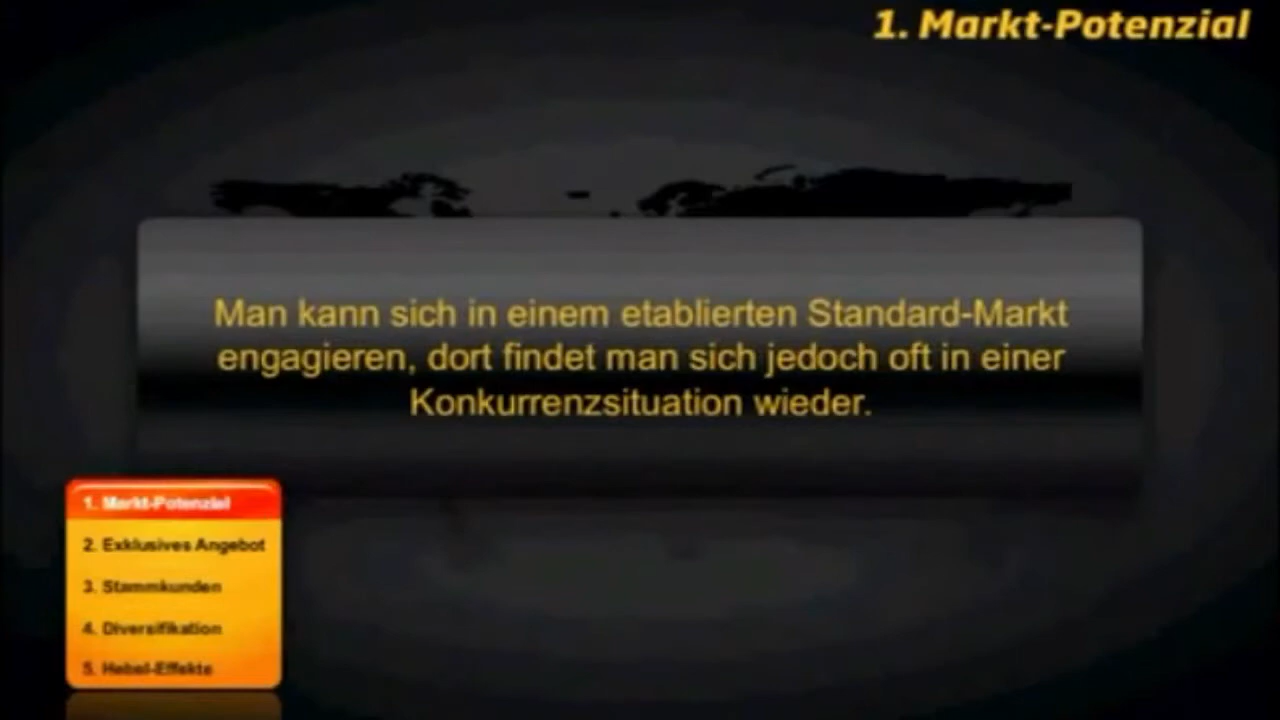 1. Markt-Potenzial
Man kann sich in einem etablierten Standard-Markt
engagieren, dort findet man sich jedoch oft in einer
Konkurrenzsituation wieder.
1. Markt-Potenzial
2. Exklusives Angebot
3. Stammkunden
4. Diversifikation
5. Hebel-Effekte